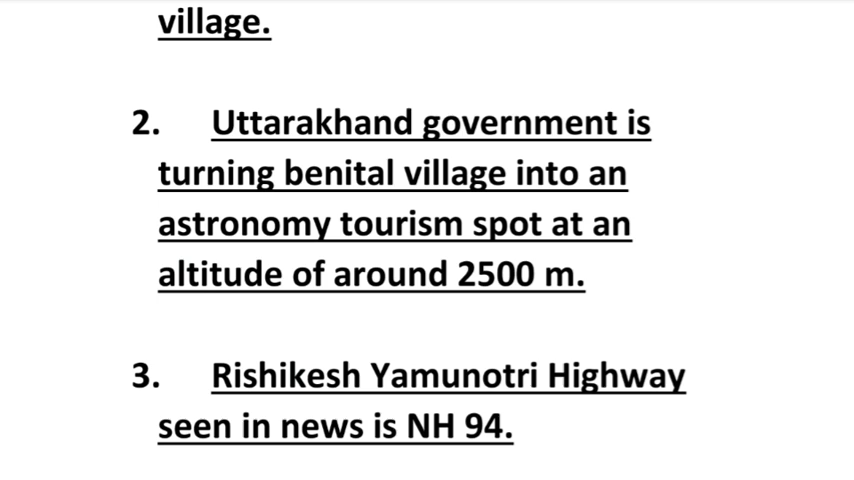 village.
2. Uttarakhand government is
turning benital village into an
astronomy tourism spot at an
altitude of around 2500 m.
3. Rishikesh Yamunotri Highway
seen in news is NH 94.